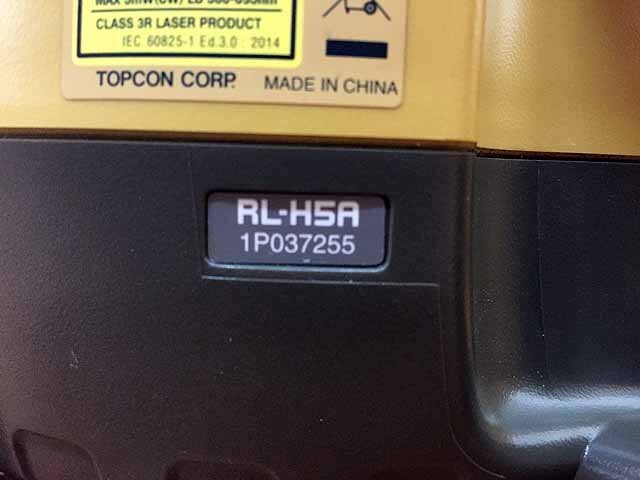 CLASS 3R LASER PRODUCT
IEC 60825-1 Ed.3.0 : 2014
TOPCON CORP.
MADE IN CHINA
RL-H5A
1P037255